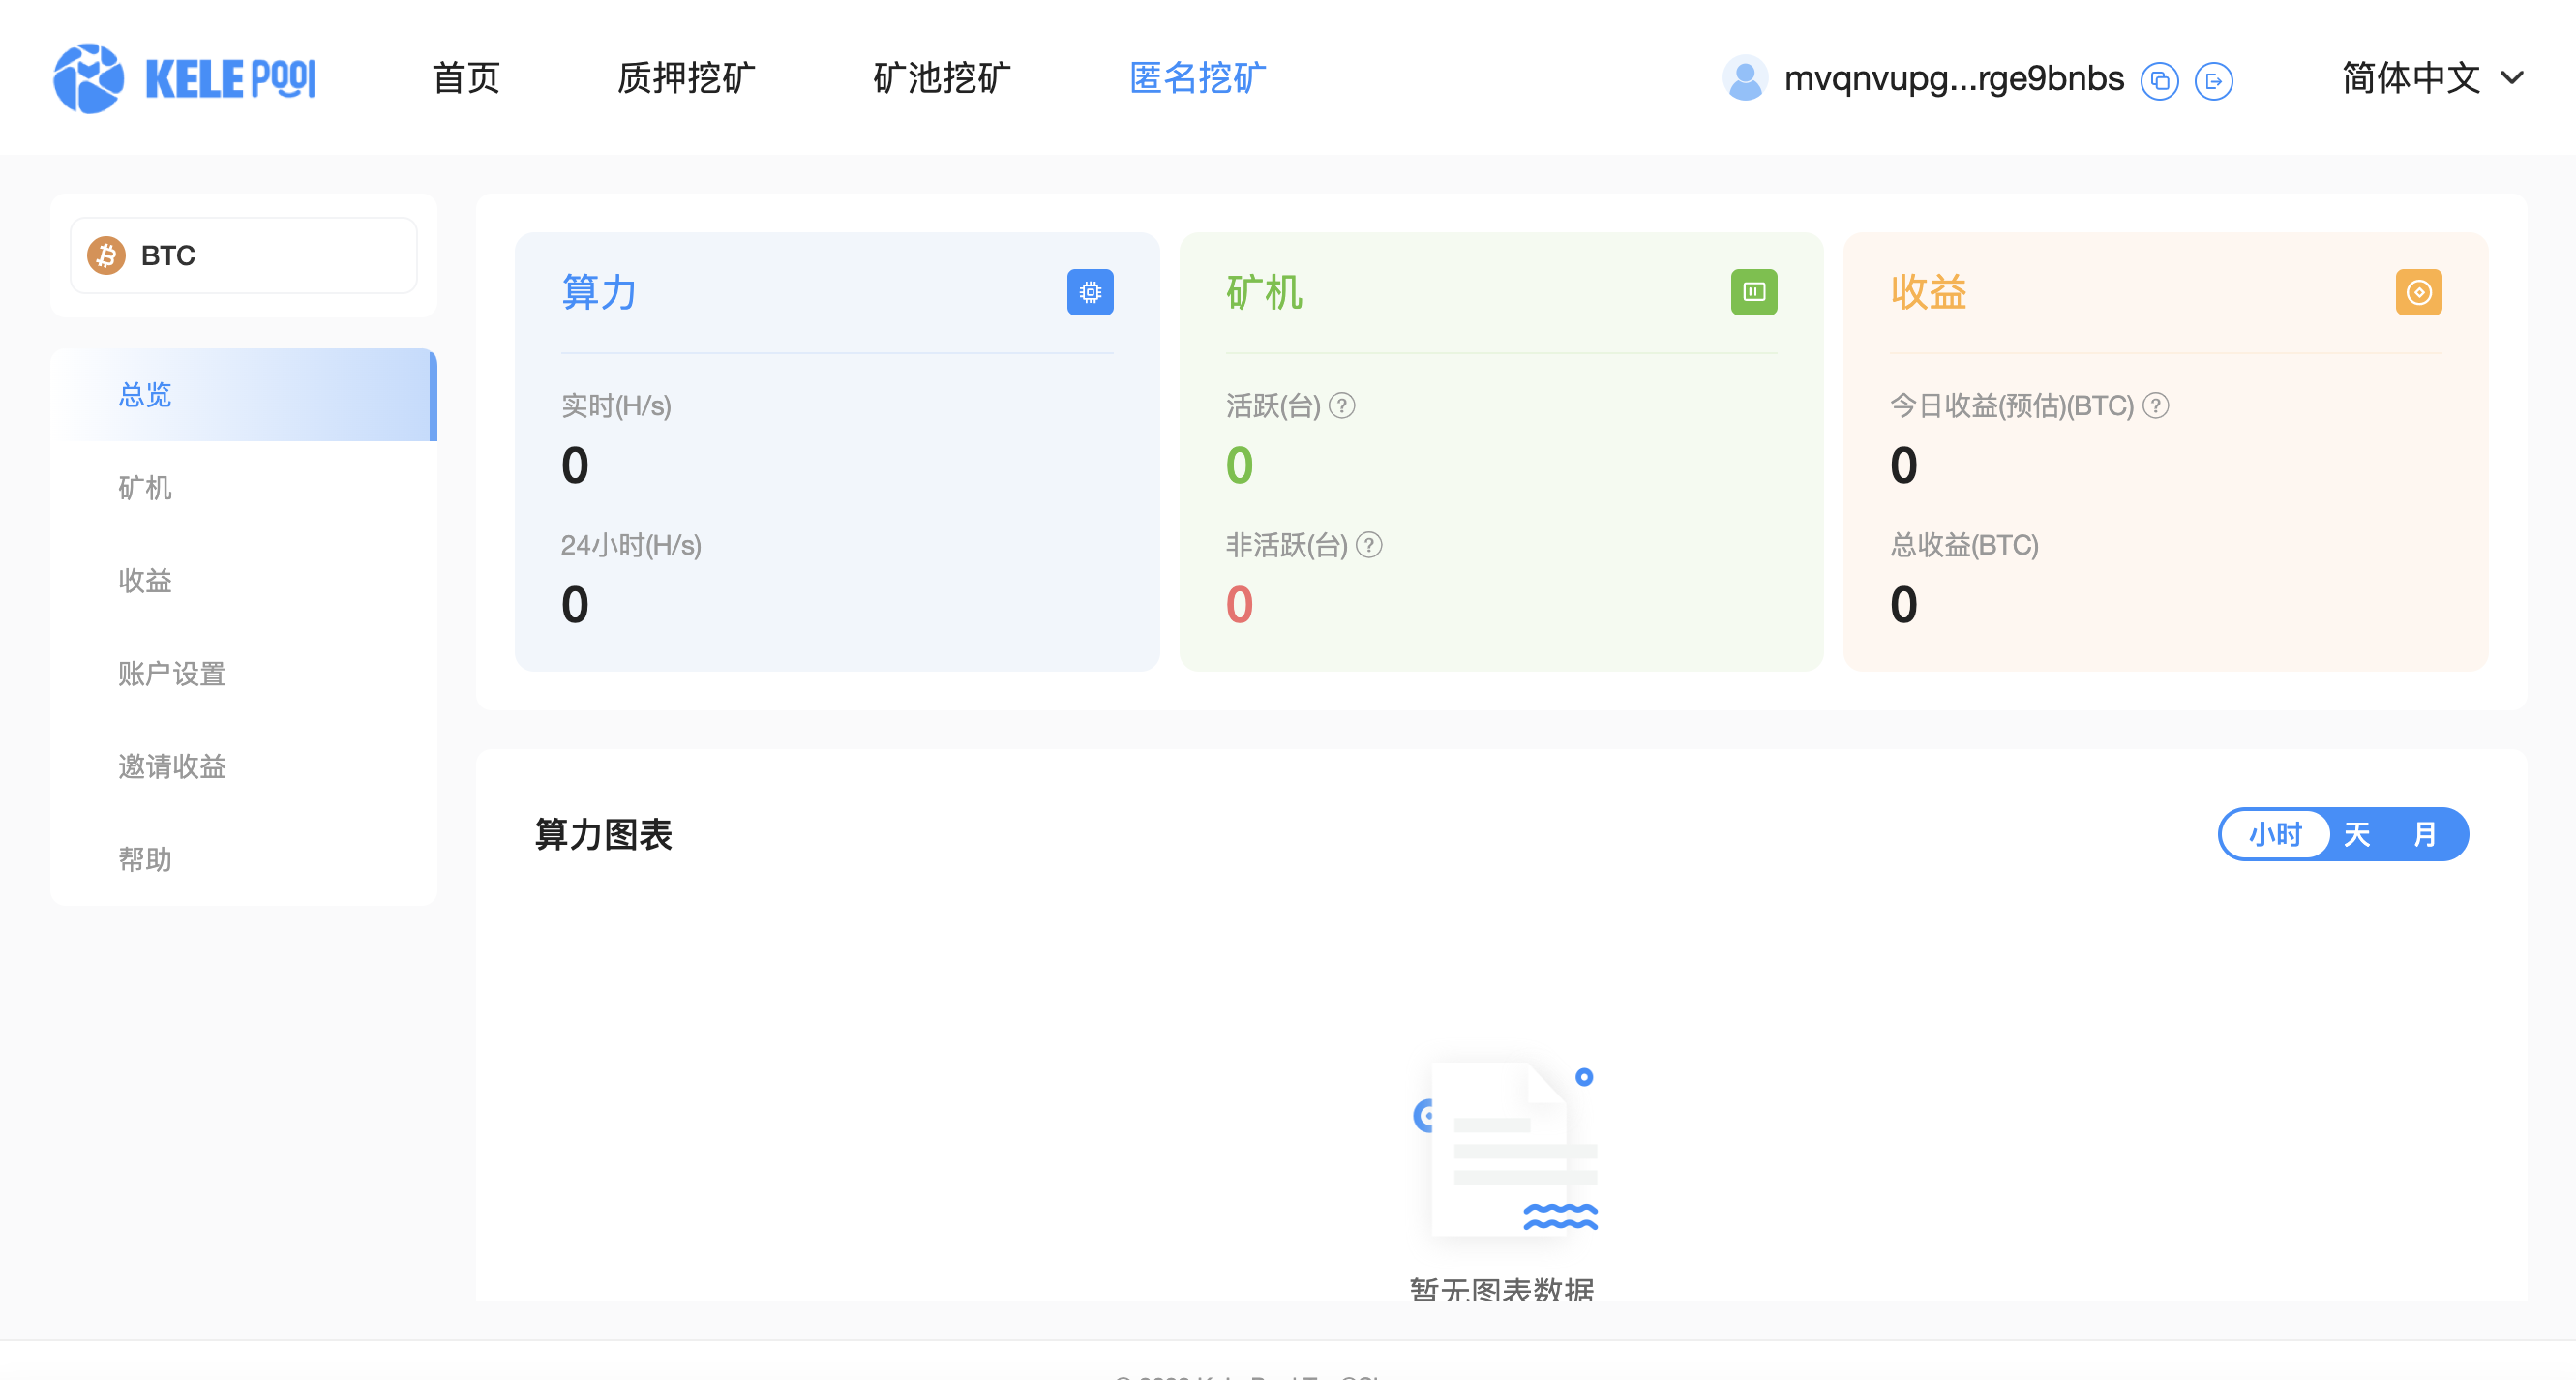 KELE POOL 首页 质押挖矿 矿池挖矿 匿名挖矿 mvqnvupg...rge9bnbs 简体中文
BTC
总览
矿机
收益
账户设置
邀请收益
帮助
算力
实时(H/s)
0
24小时(H/s)
0
矿机
活跃(台) ?
0
非活跃(台) ?
0
收益
今日收益(预估)(BTC) ?
0
总收益(BTC)
0
算力图表 小时 天 月
暂无图表数据